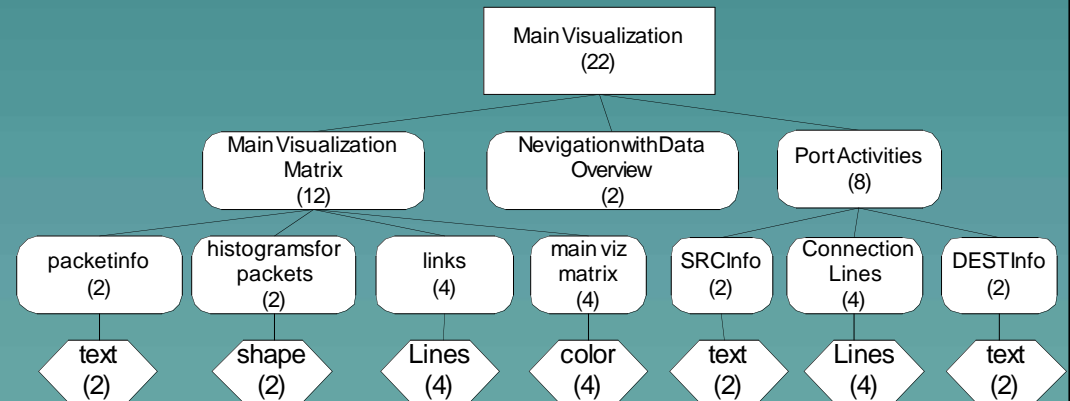 Main Visualization
(22)
Main Visualization
Matrix
(12)
Nevigation with Data
Overview
(2)
Port Activities
(8)
packet info
(2)
histograms for
packets
(2)
links
(4)
main viz
matrix
(4)
SRC Info
(2)
Connection
Lines
(4)
DEST Info
(2)
text
(2)
shape
(2)
Lines
(4)
color
(4)
text
(2)
Lines
(4)
text
(2)